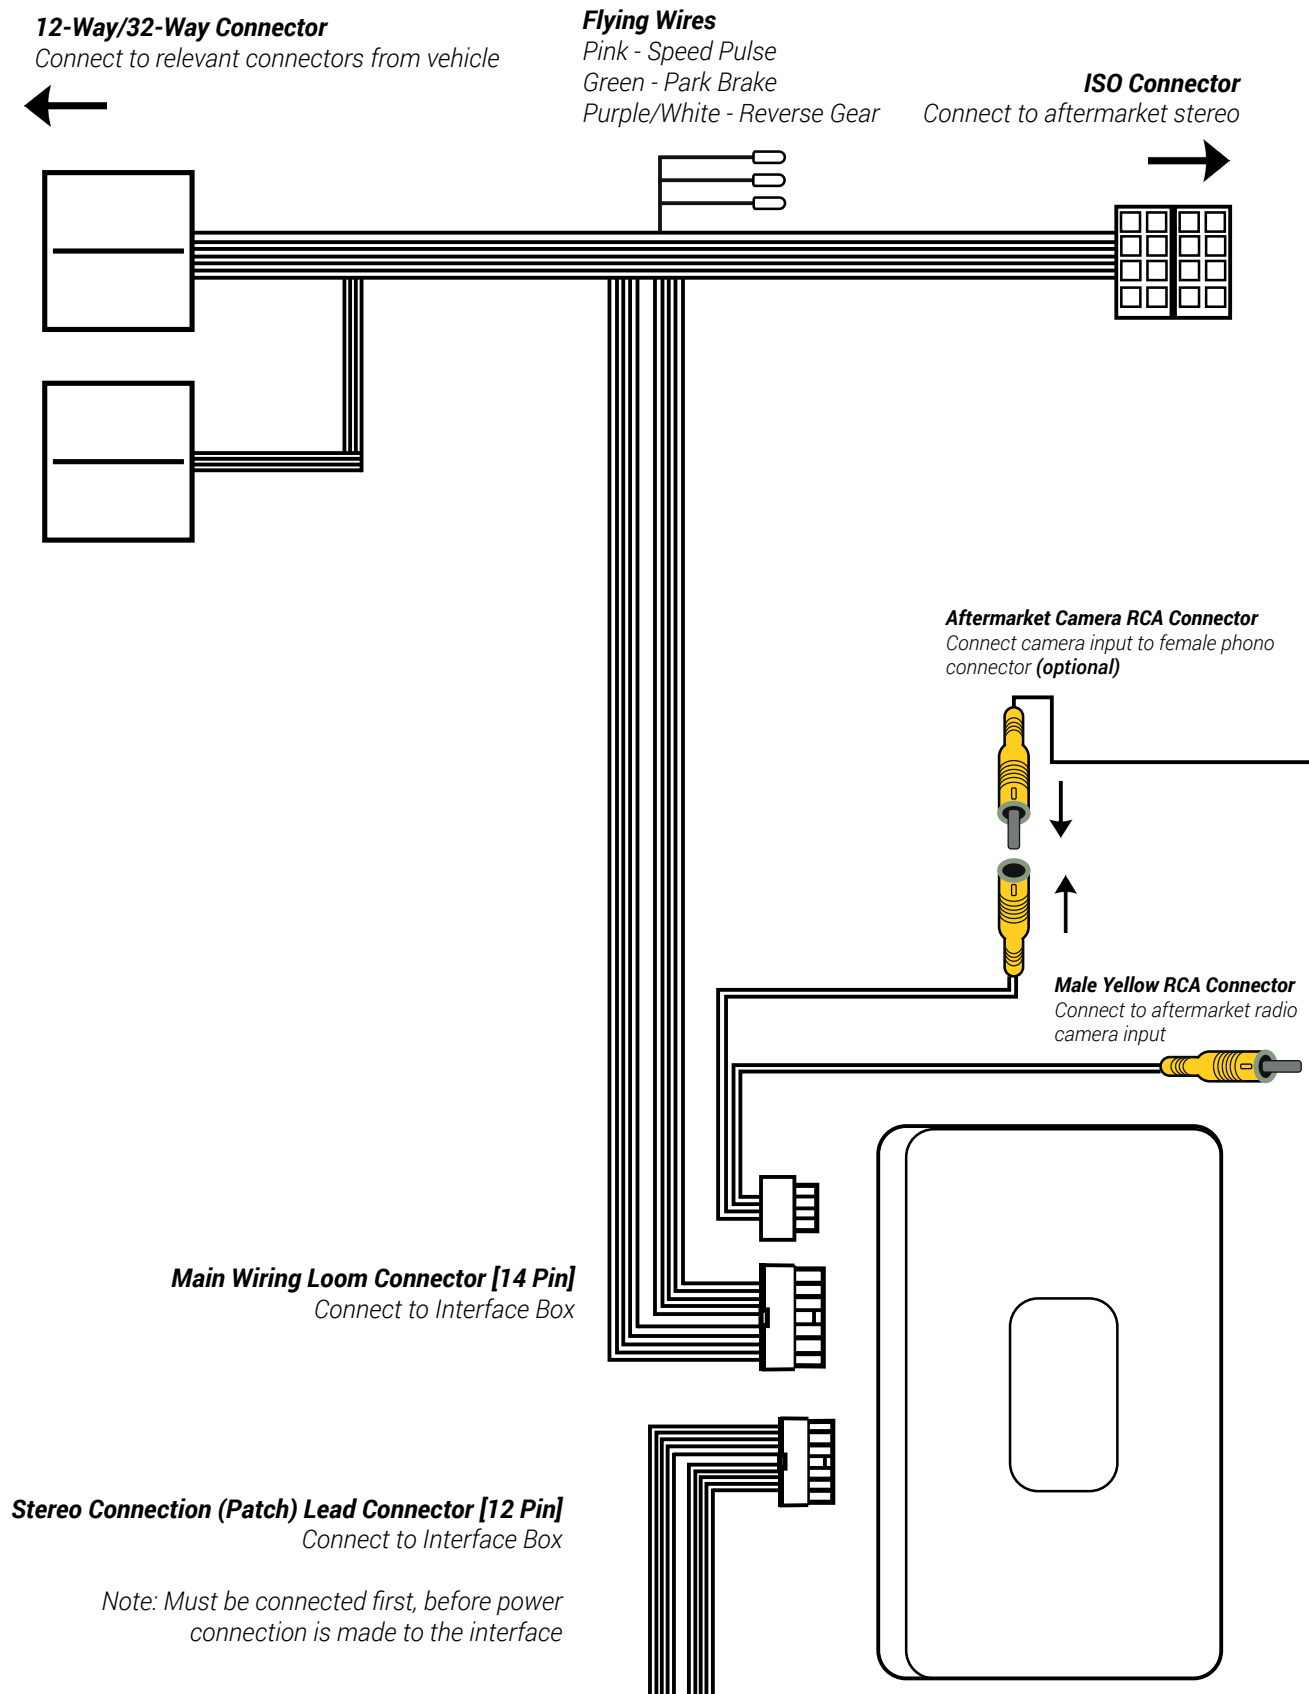 12-Way/32-Way Connector
Connect to relevant connectors from vehicle
Flying Wires
Pink - Speed Pulse
Green - Park Brake
Purple/White - Reverse Gear
ISO Connector
Connect to aftermarket stereo
Aftermarket Camera RCA Connector
Connect camera input to female phono
connector (optional)
Male Yellow RCA Connector
Connect to aftermarket radio
camera input
Main Wiring Loom Connector [14 Pin]
Connect to Interface Box
Stereo Connection (Patch) Lead Connector [12 Pin]
Connect to Interface Box
Note: Must be connected first, before power
connection is made to the interface